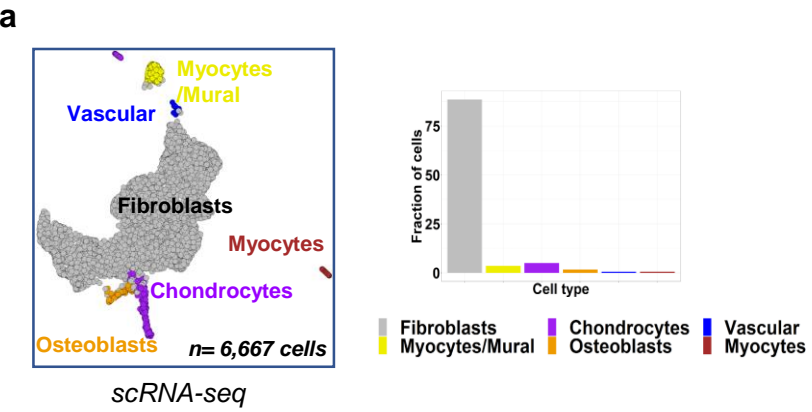 a
Myocytes
/Mural
Vascular
Fibroblasts
Myocytes
Chondrocytes
Osteoblasts
n= 6,667 cells
scRNA-seq
Fraction of cells
75
50
25
0
Cell type
Fibroblasts Chondrocytes Vascular
Myocytes/Mural Osteoblasts Myocytes